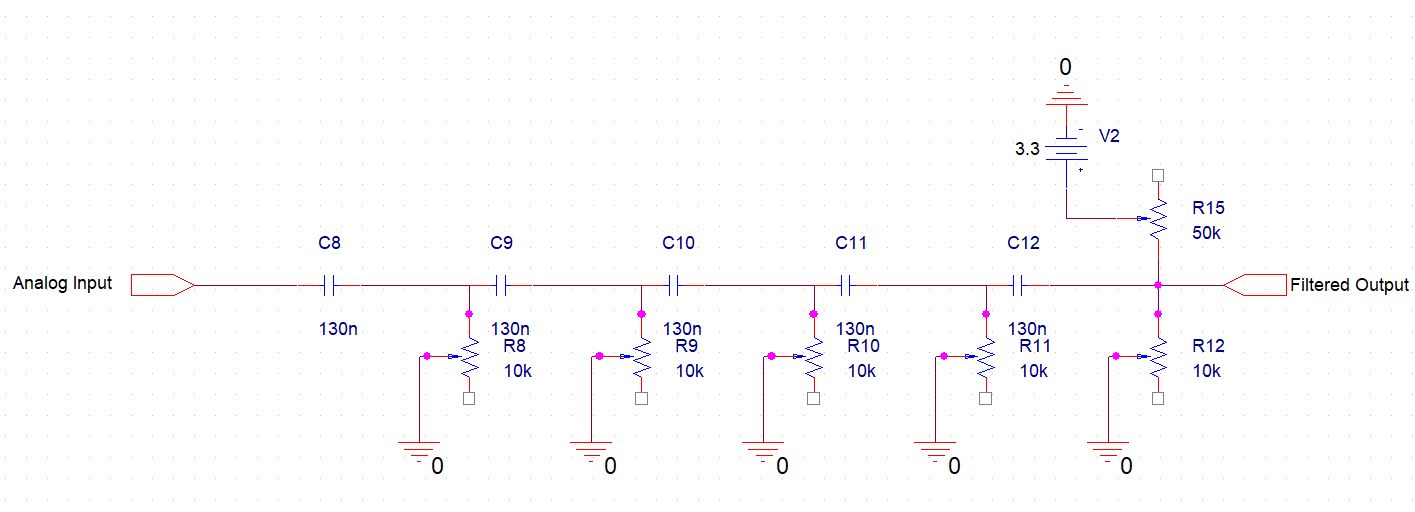 0
V2
3.3
R15
50k
C8
C9
C10
C11
C12
Analog Input
Filtered Output
130n
130n
130n
130n
130n
R8
R9
R10
R11
R12
10k
10k
10k
10k
10k
0
0
0
0
0